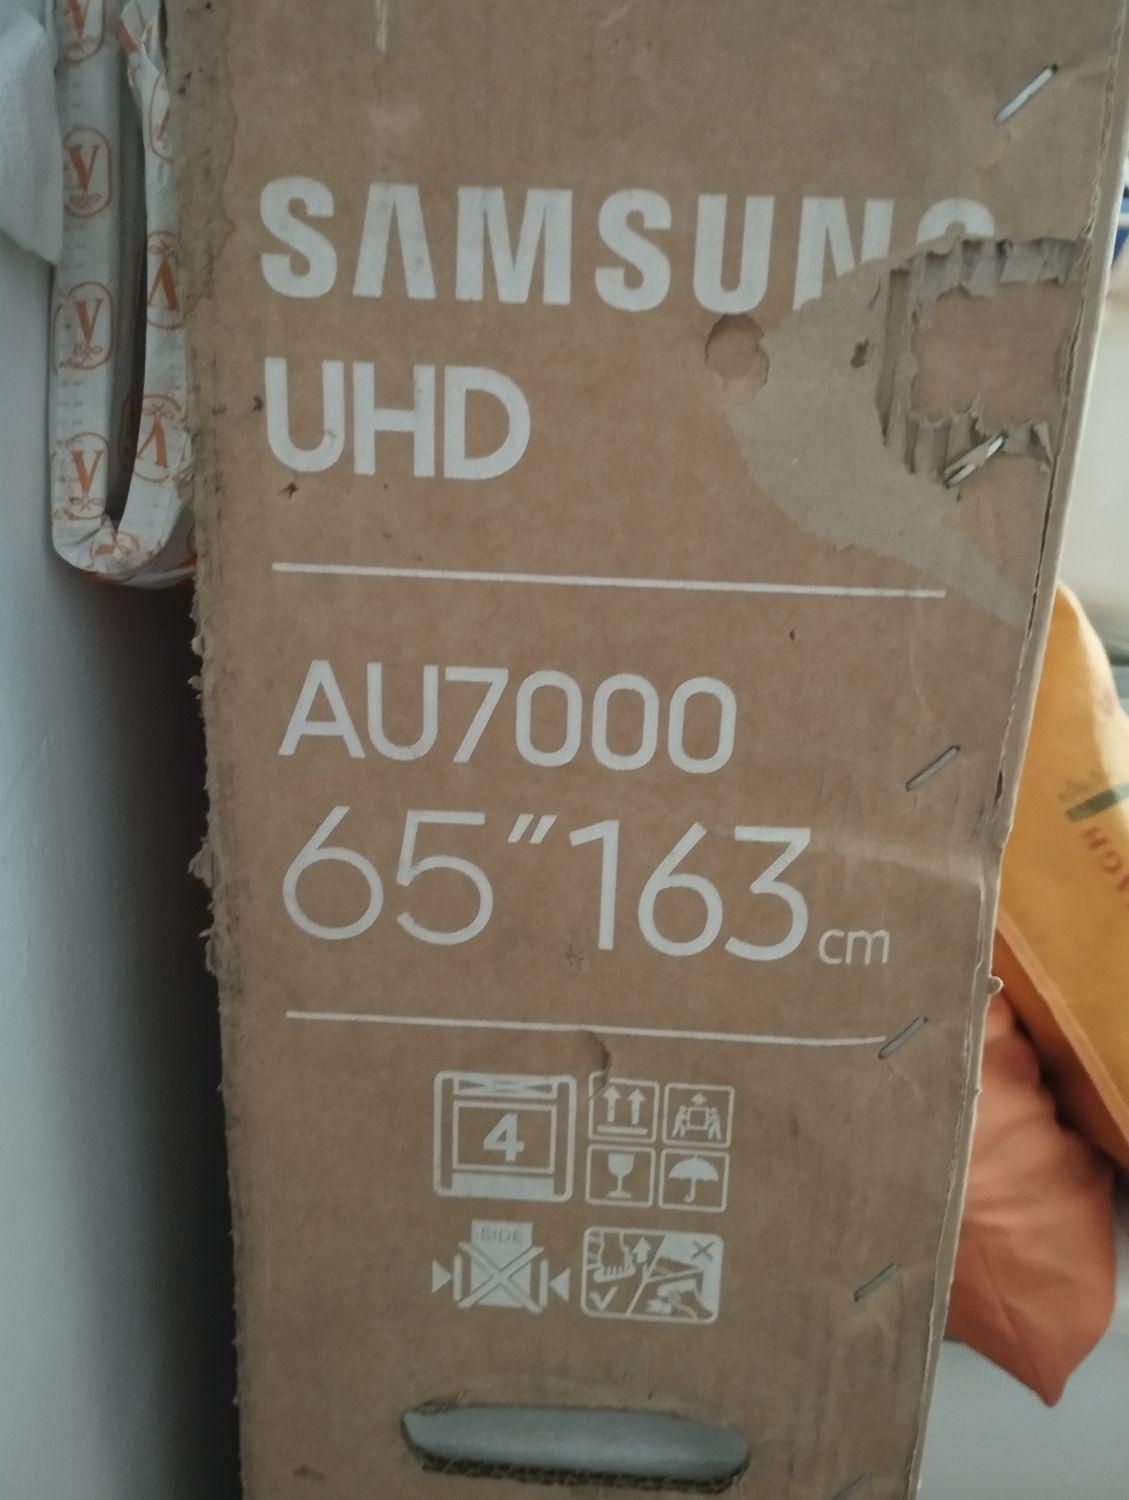 SAMSUNG
UHD
AU7000
65"163cm
4
SIDE